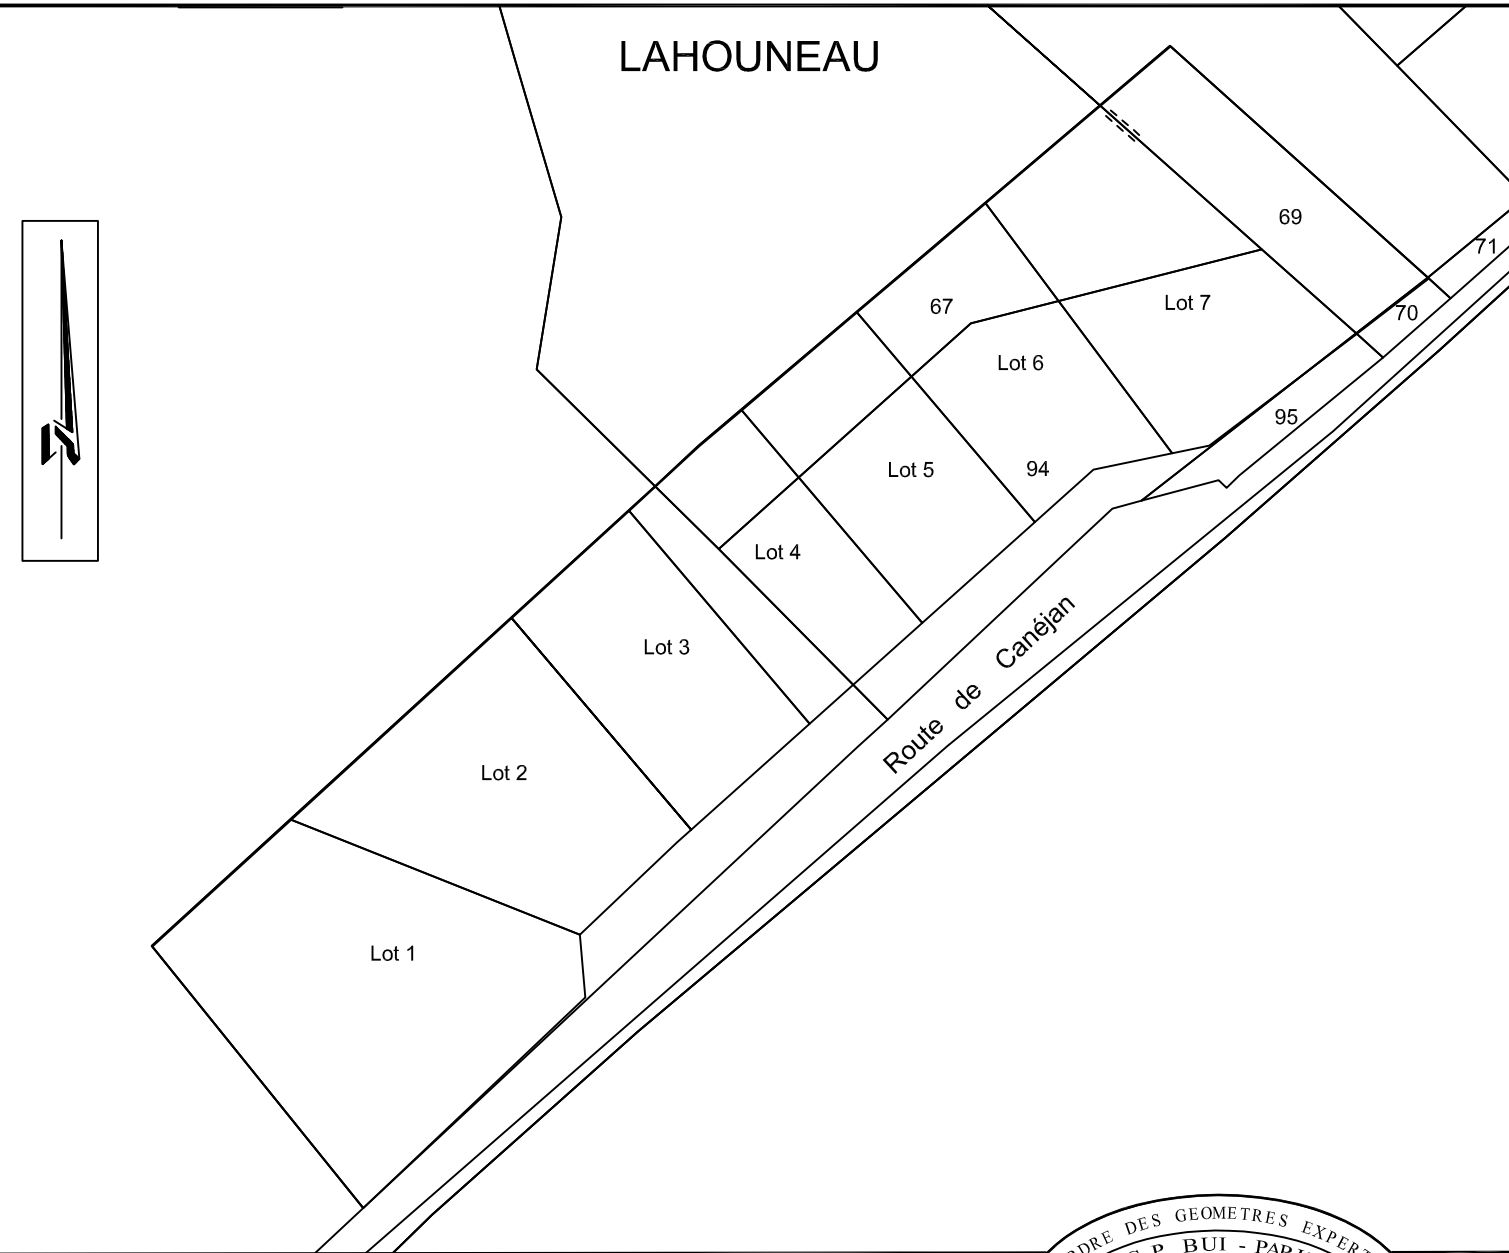 LAHOUNEAU
69
71
67
Lot 7
70
Lot 6
95
Lot 5
94
Lot 4
Route de Canéjan
Lot 3
Lot 2
Lot 1
DES GEOMETRES
P. BUI -